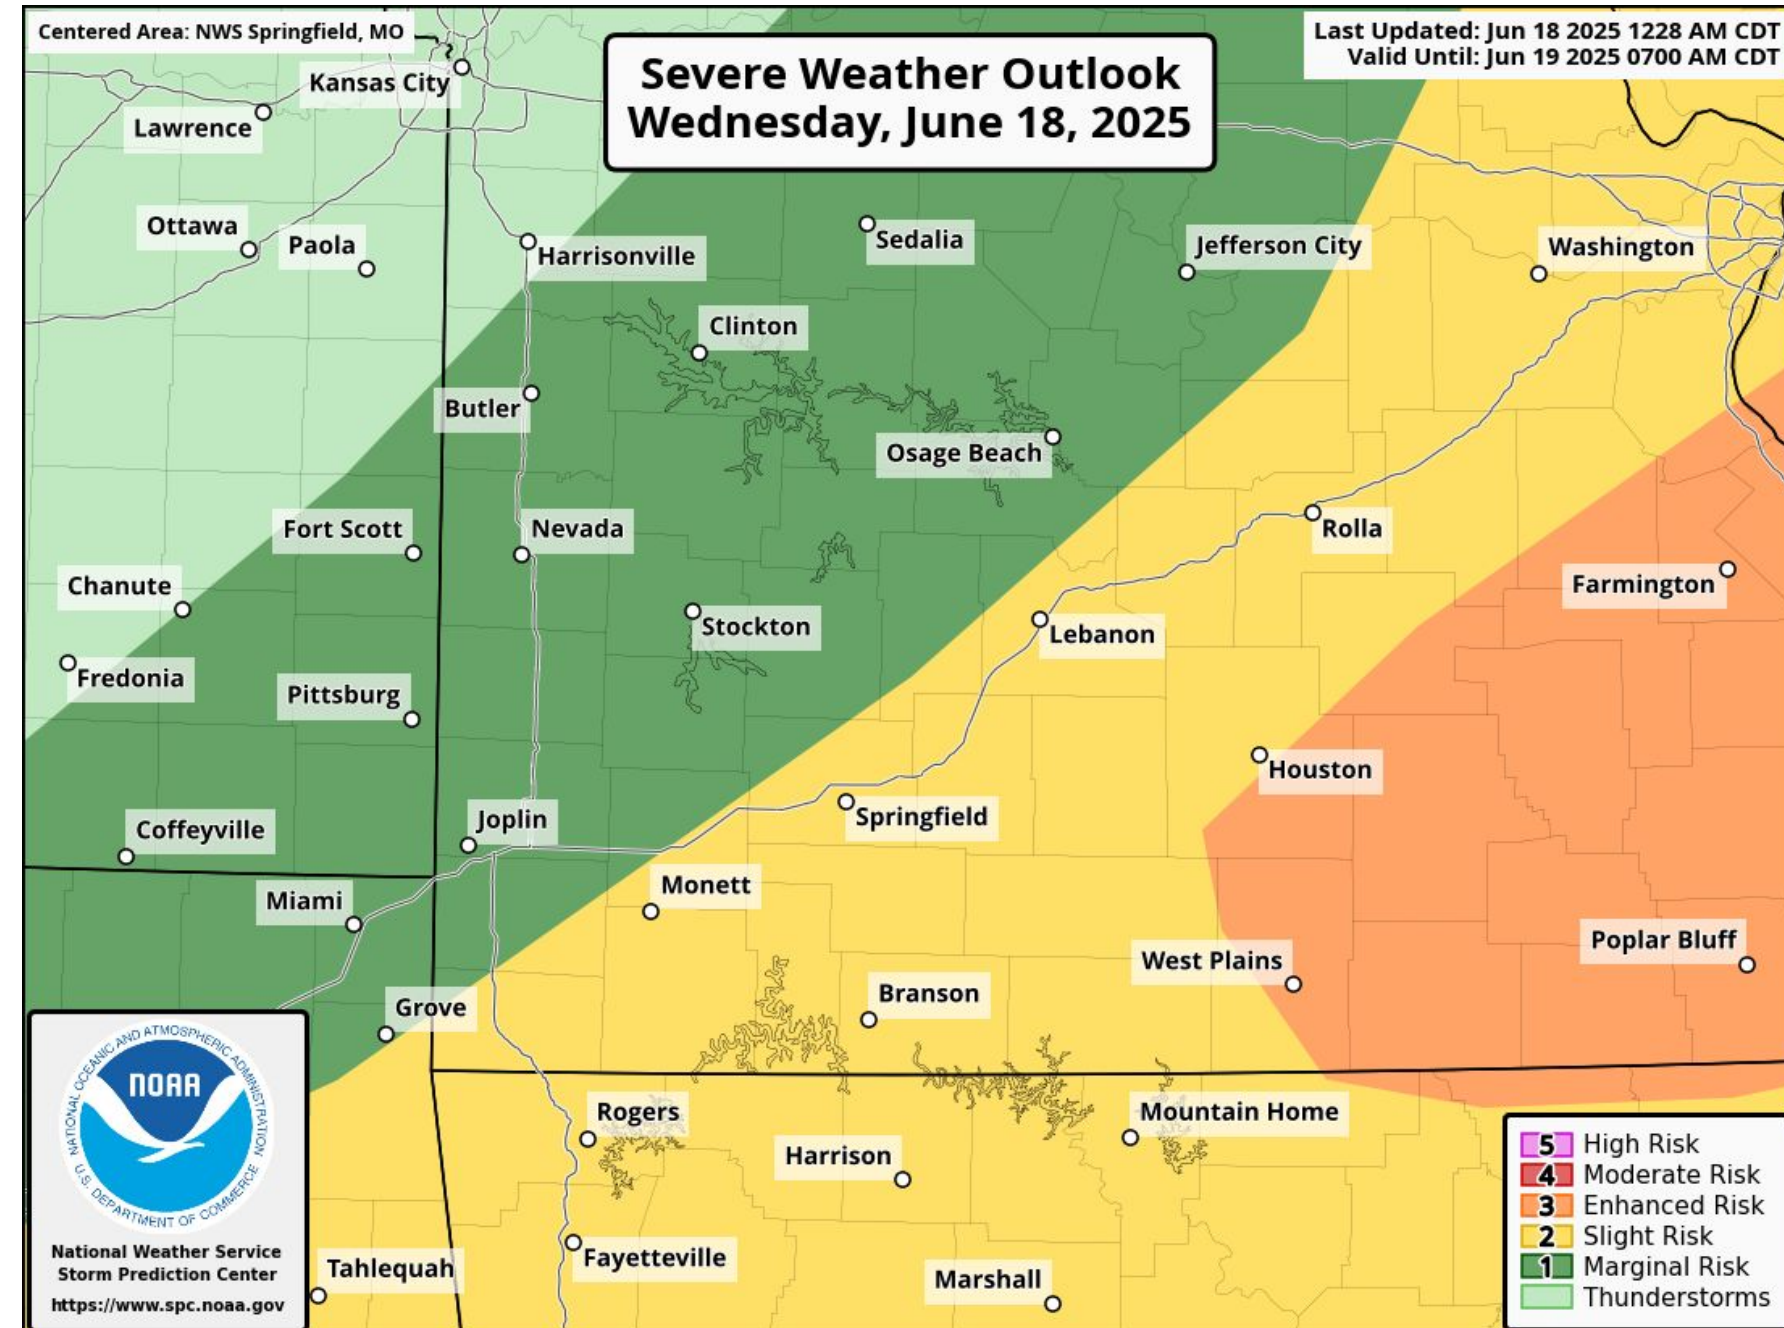 Centered Area: NWS Springfield, MO
Last Updated: Jun 18 2025 1228 AM CDT
Valid Until: Jun 19 2025 0700 AM CDT
Severe Weather Outlook
Wednesday, June 18, 2025
Kansas City
Lawrence
Ottawa
Paola
Harrisonville
Sedalia
Jefferson City
Washington
Clinton
Butler
Osage Beach
Fort Scott
Nevada
Rolla
Chanute
Farmington
Stockton
Lebanon
Fredonia
Pittsburg
Houston
Coffeyville
Joplin
Springfield
Miami
Monett
Poplar Bluff
West Plains
Branson
Grove
Rogers
Mountain Home
Harrison
Fayetteville
Tahlequah
Marshall
NATIONAL OCEANIC AND ATMOSPHERIC ADMINISTRATION
NOAA
U.S. DEPARTMENT OF COMMERCE
National Weather Service
Storm Prediction Center
https://www.spc.noaa.gov
5 High Risk
4 Moderate Risk
3 Enhanced Risk
2 Slight Risk
1 Marginal Risk
Thunderstorms